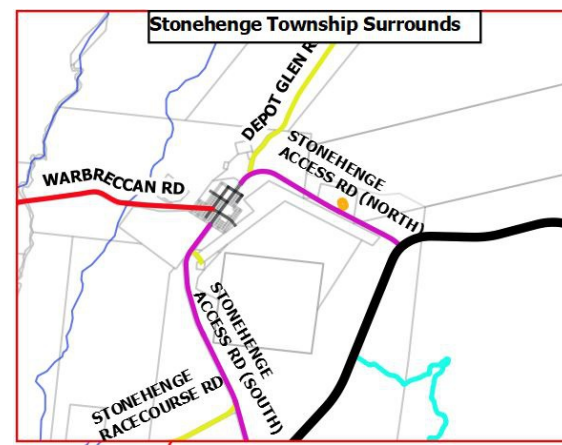 Stonehenge Township Surrounds
DEPOT GLEN R
STONEHENGE
ACCESS RD (NORTH)
WARBRECCAN RD
STONEHENGE
ACCESS RD (SOUTH)
STONEHENGE
RACECOURSE RD